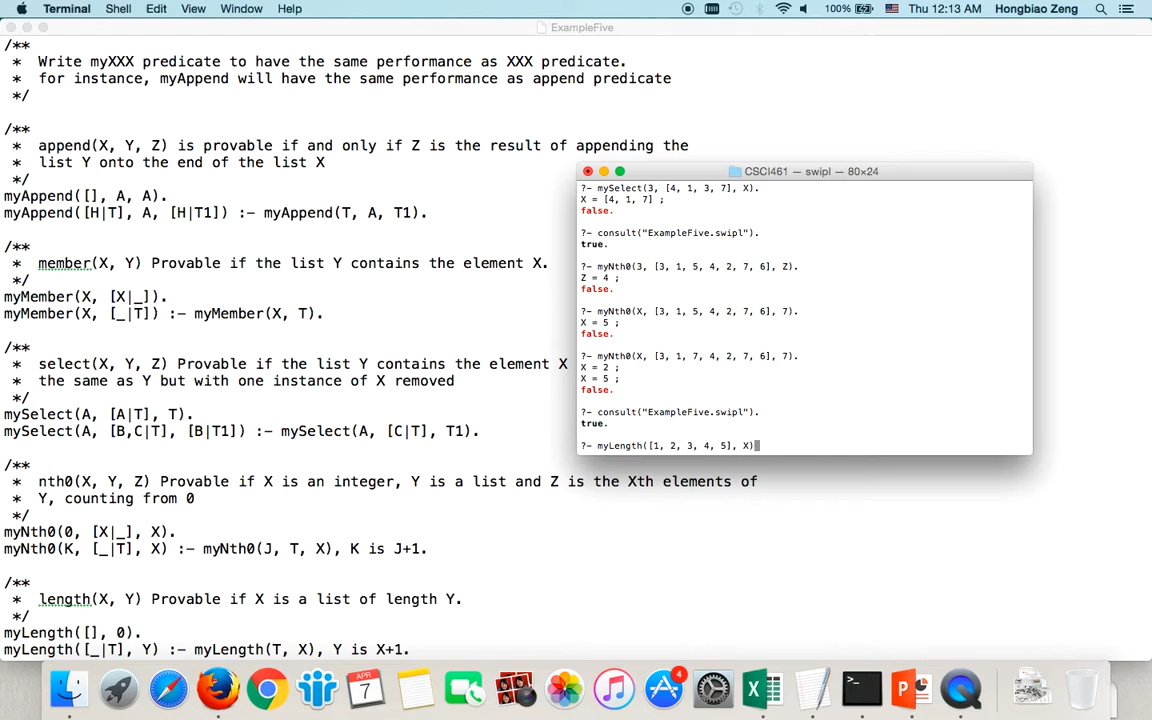 Terminal Shell Edit View Window Help 100% Thu 12:13 AM Hongbiao Zeng
ExampleFive
/**
* Write myXXX predicate to have the same performance as XXX predicate.
* for instance, myAppend will have the same performance as append predicate
*/
/**
* append(X, Y, Z) is provable if and only if Z is the result of appending the
* list Y onto the end of the list X
*/
myAppend([], A, A).
myAppend([H|T], A, [H|T1]) :- myAppend(T, A, T1).
/**
* member(X, Y) Provable if the list Y contains the element X.
*/
myMember(X, [X|_]).
myMember(X, [_|T]) :- myMember(X, T).
/**
* select(X, Y, Z) Provable if the list Y contains the element X
* the same as Y but with one instance of X removed
*/
mySelect(A, [A|T], T).
mySelect(A, [B,C|T], [B|T1]) :- mySelect(A, [C|T], T1).
/**
* nth0(X, Y, Z) Provable if X is an integer, Y is a list and Z is the Xth elements of
* Y, counting from 0
*/
myNth0(0, [X|_], X).
myNth0(K, [_|T], X) :- myNth0(J, T, X), K is J+1.
/**
* length(X, Y) Provable if X is a list of length Y.
*/
myLength([], 0).
myLength([_|T], Y) :- myLength(T, X), Y is X+1.
CSCI461 — swipl — 80×24
?- mySelect(3, [4, 1, 3, 7], X).
X = [4, 1, 7] ;
false.
?- consult("ExampleFive.swipl").
true.
?- myNth0(3, [3, 1, 5, 4, 2, 7, 6], Z).
Z = 4 ;
false.
?- myNth0(X, [3, 1, 5, 4, 2, 7, 6], 7).
X = 5 ;
false.
?- myNth0(X, [3, 1, 7, 4, 2, 7, 6], 7).
X = 2 ;
X = 5 ;
false.
?- consult("ExampleFive.swipl").
true.
?- myLength([1, 2, 3, 4, 5], X)
APR
7
4
>_